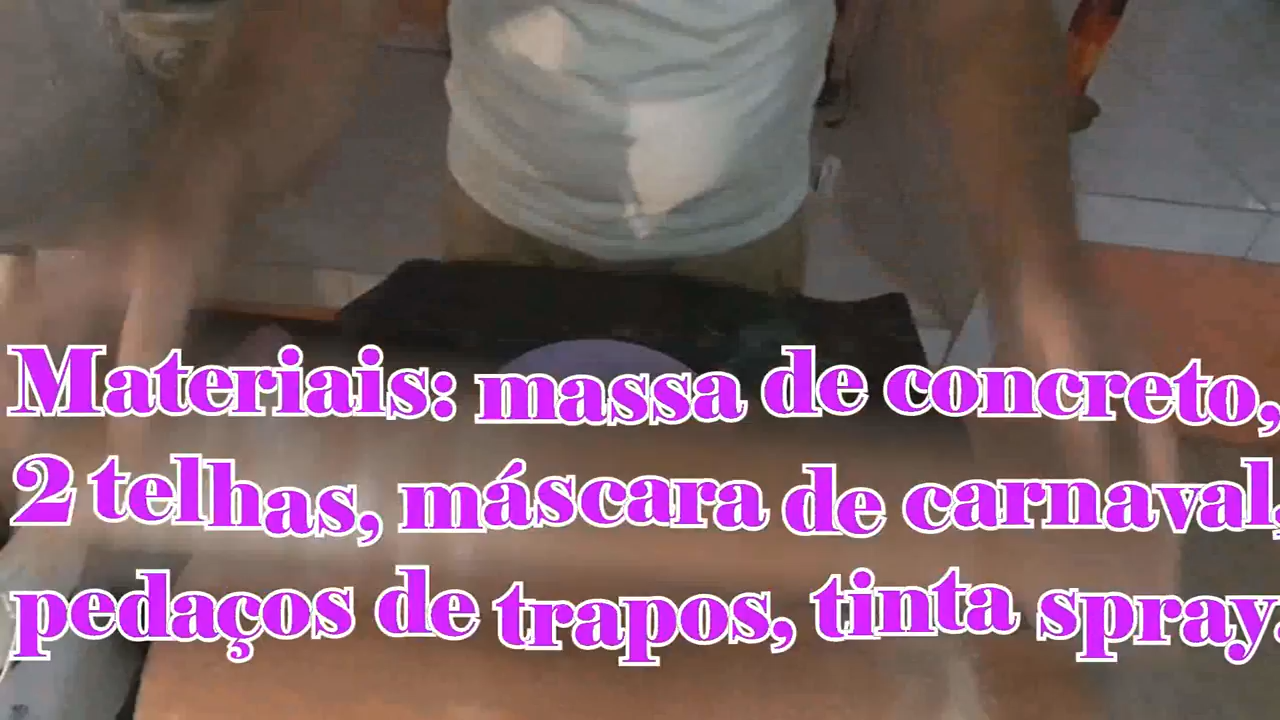 Materiais: massa de concreto,
2 telhas, máscara de carnaval,
pedaços de trapos, tinta spray.